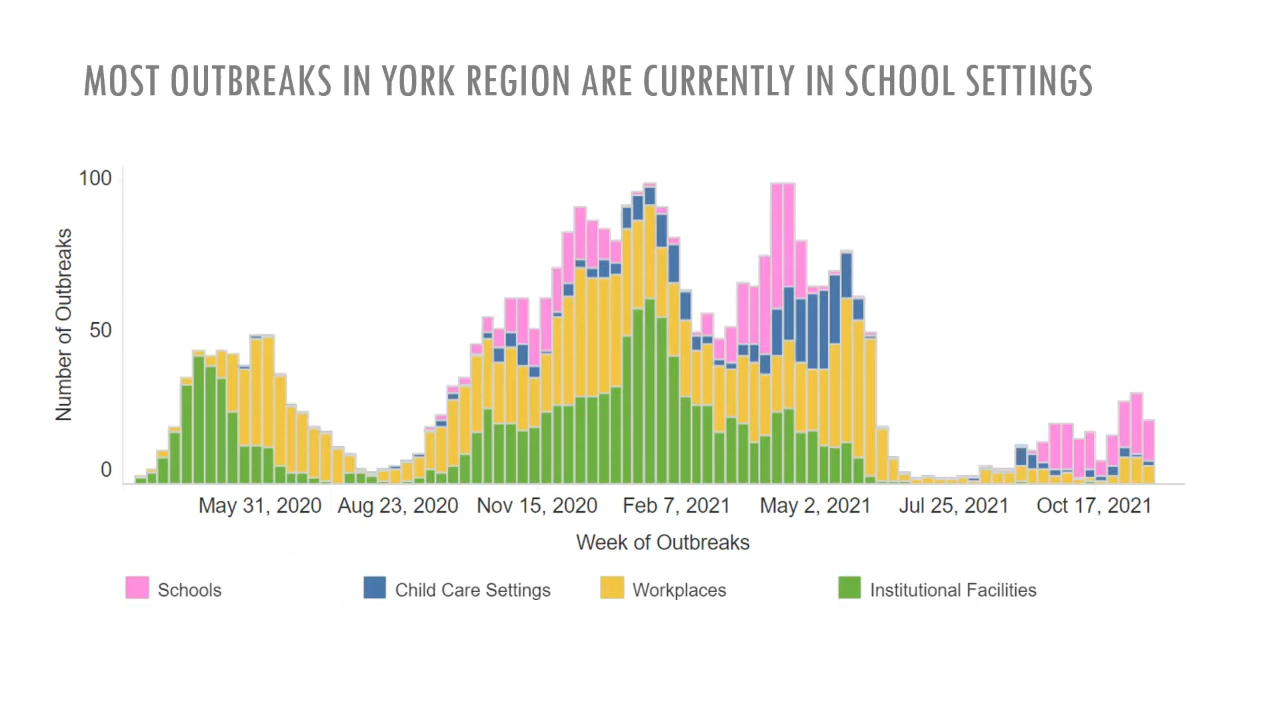 MOST OUTBREAKS IN YORK REGION ARE CURRENTLY IN SCHOOL SETTINGS
100
50
0
Number of Outbreaks
May 31, 2020 Aug 23, 2020 Nov 15, 2020 Feb 7, 2021 May 2, 2021 Jul 25, 2021 Oct 17, 2021
Week of Outbreaks
Schools Child Care Settings Workplaces Institutional Facilities